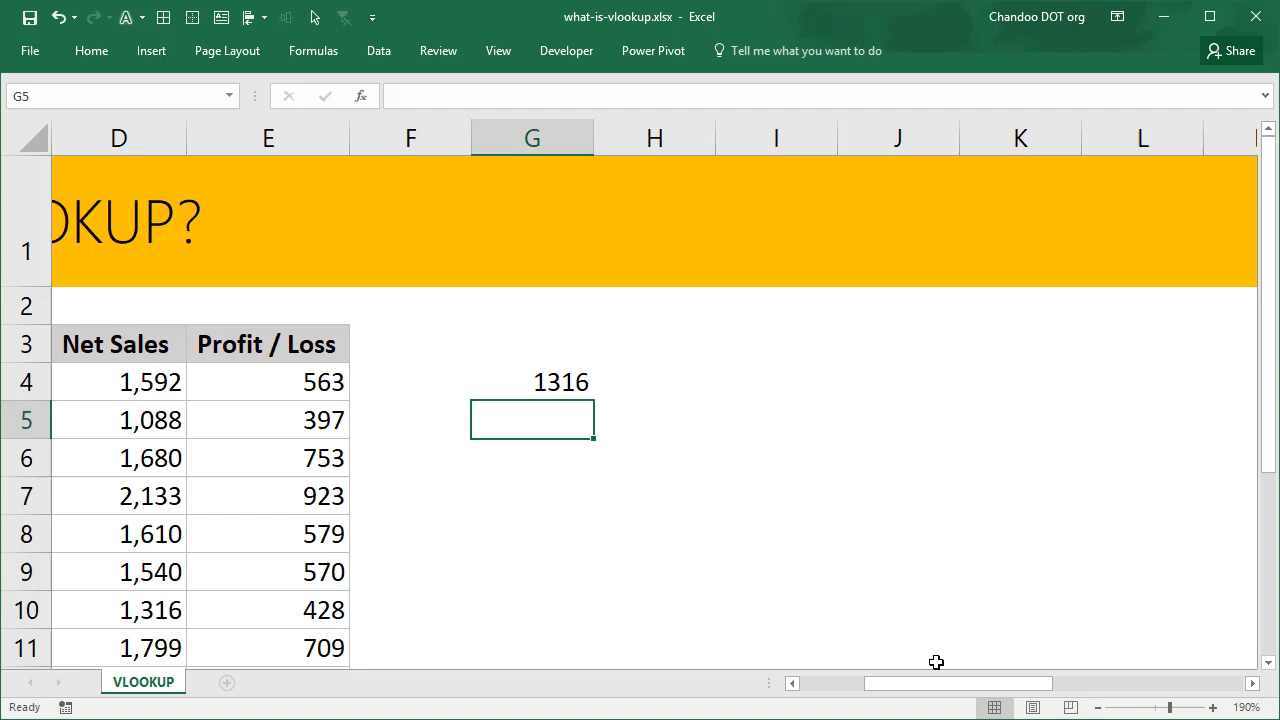 what-is-vlookup.xlsx - Excel
Chandoo DOT org
File Home Insert Page Layout Formulas Data Review View Developer Power Pivot Tell me what you want to do Share
G5 fx
D E F G H I J K L
1 OKUP?
2
3 Net Sales Profit / Loss
4 1,592 563 1316
5 1,088 397
6 1,680 753
7 2,133 923
8 1,610 579
9 1,540 570
10 1,316 428
11 1,799 709
VLOOKUP
Ready 190%